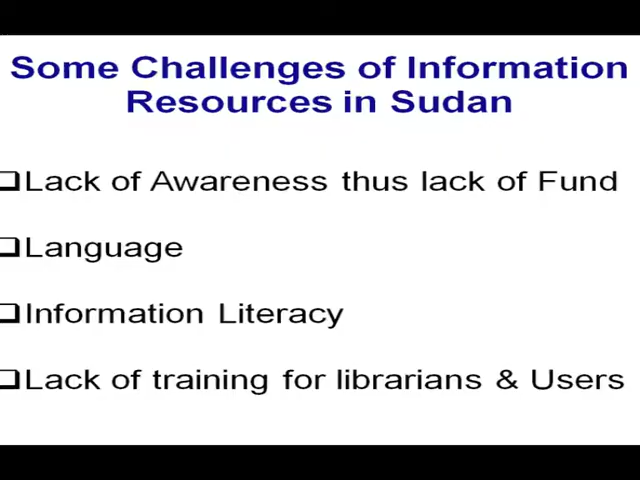 Some Challenges of Information
Resources in Sudan
Lack of Awareness thus lack of Fund
Language
Information Literacy
Lack of training for librarians & Users